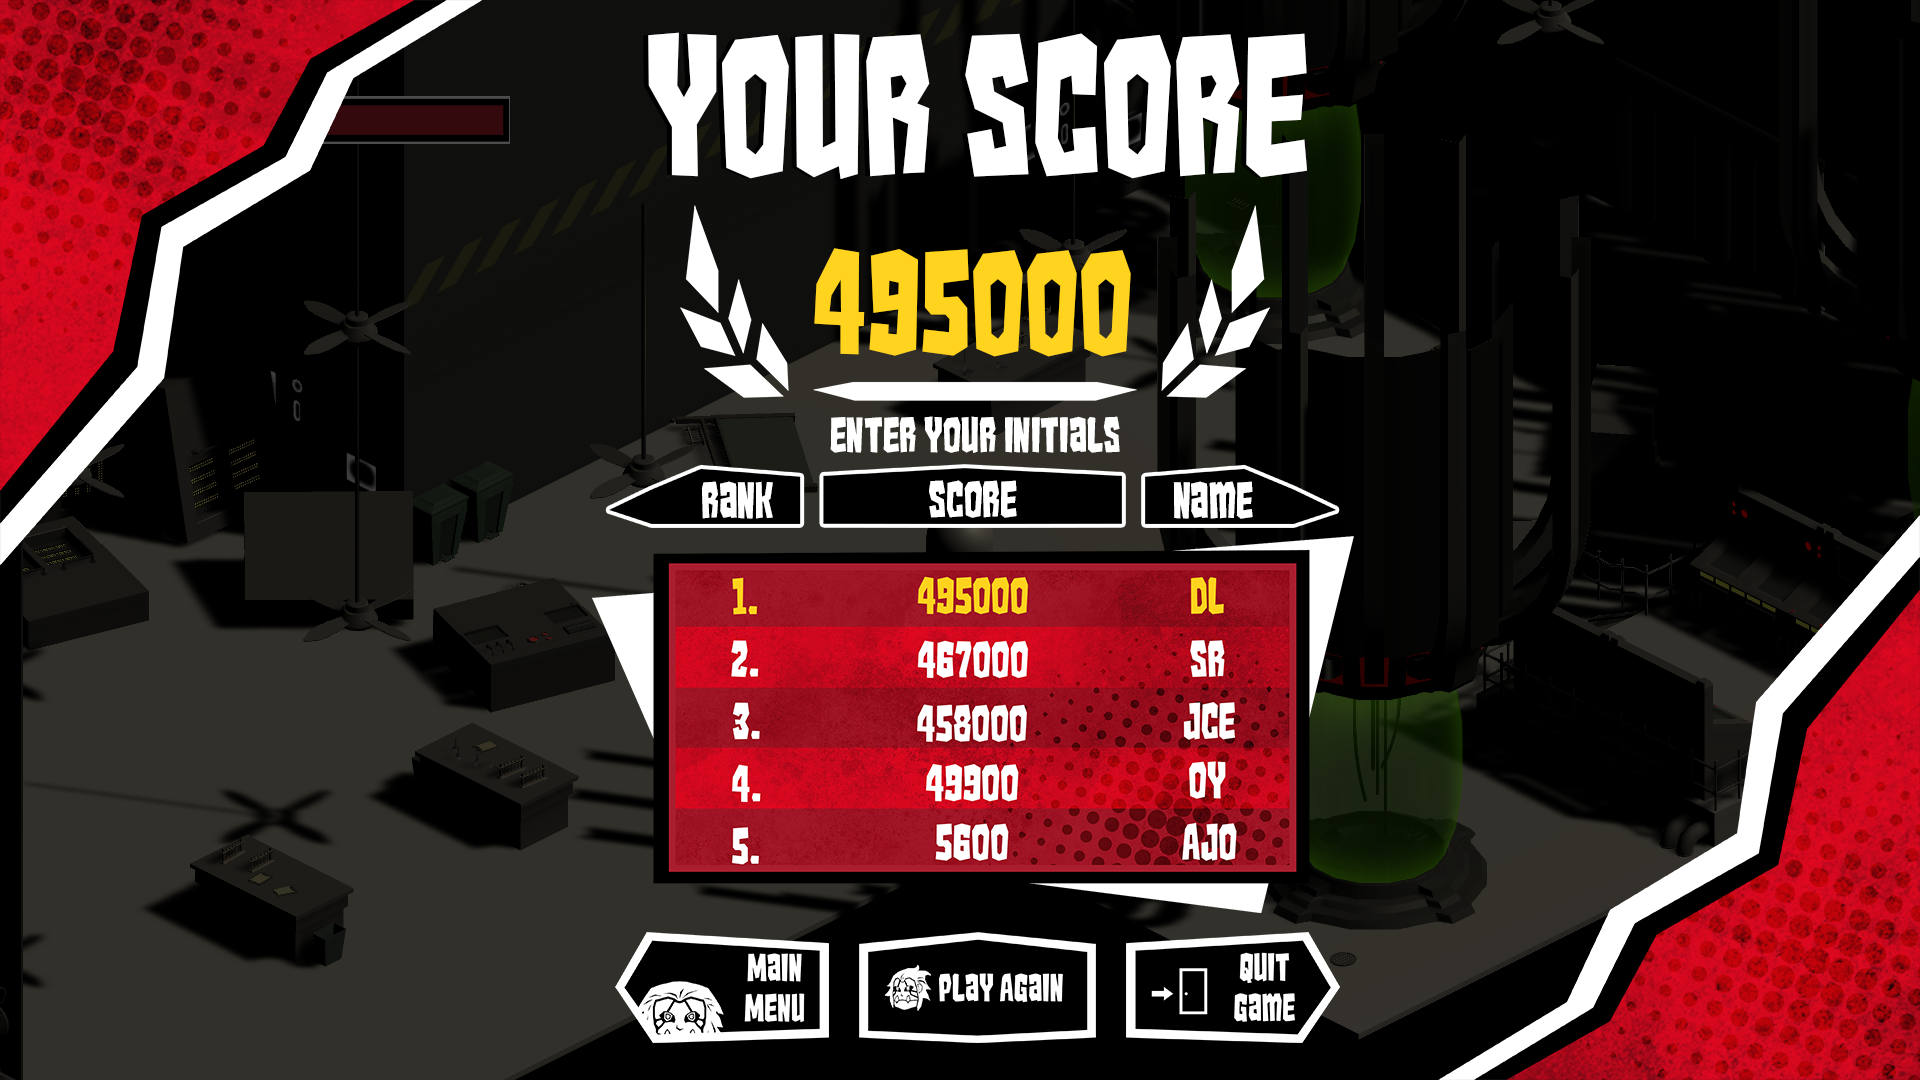 YOUR SCORE
495000
ENTER YOUR INITIALS
RANK SCORE NAME
1. 495000 DL
2. 467000 SR
3. 458000 JCE
4. 49900 OY
5. 5600 AJO
MAIN MENU
PLAY AGAIN
QUIT GAME